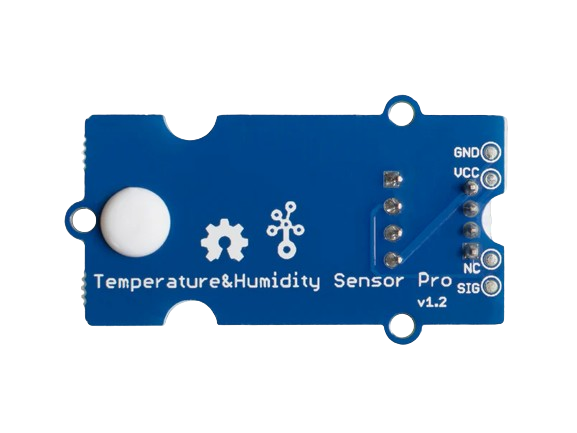 GND
VCC
NC
Temperature&Humidity Sensor Pro
SIG
v1.2